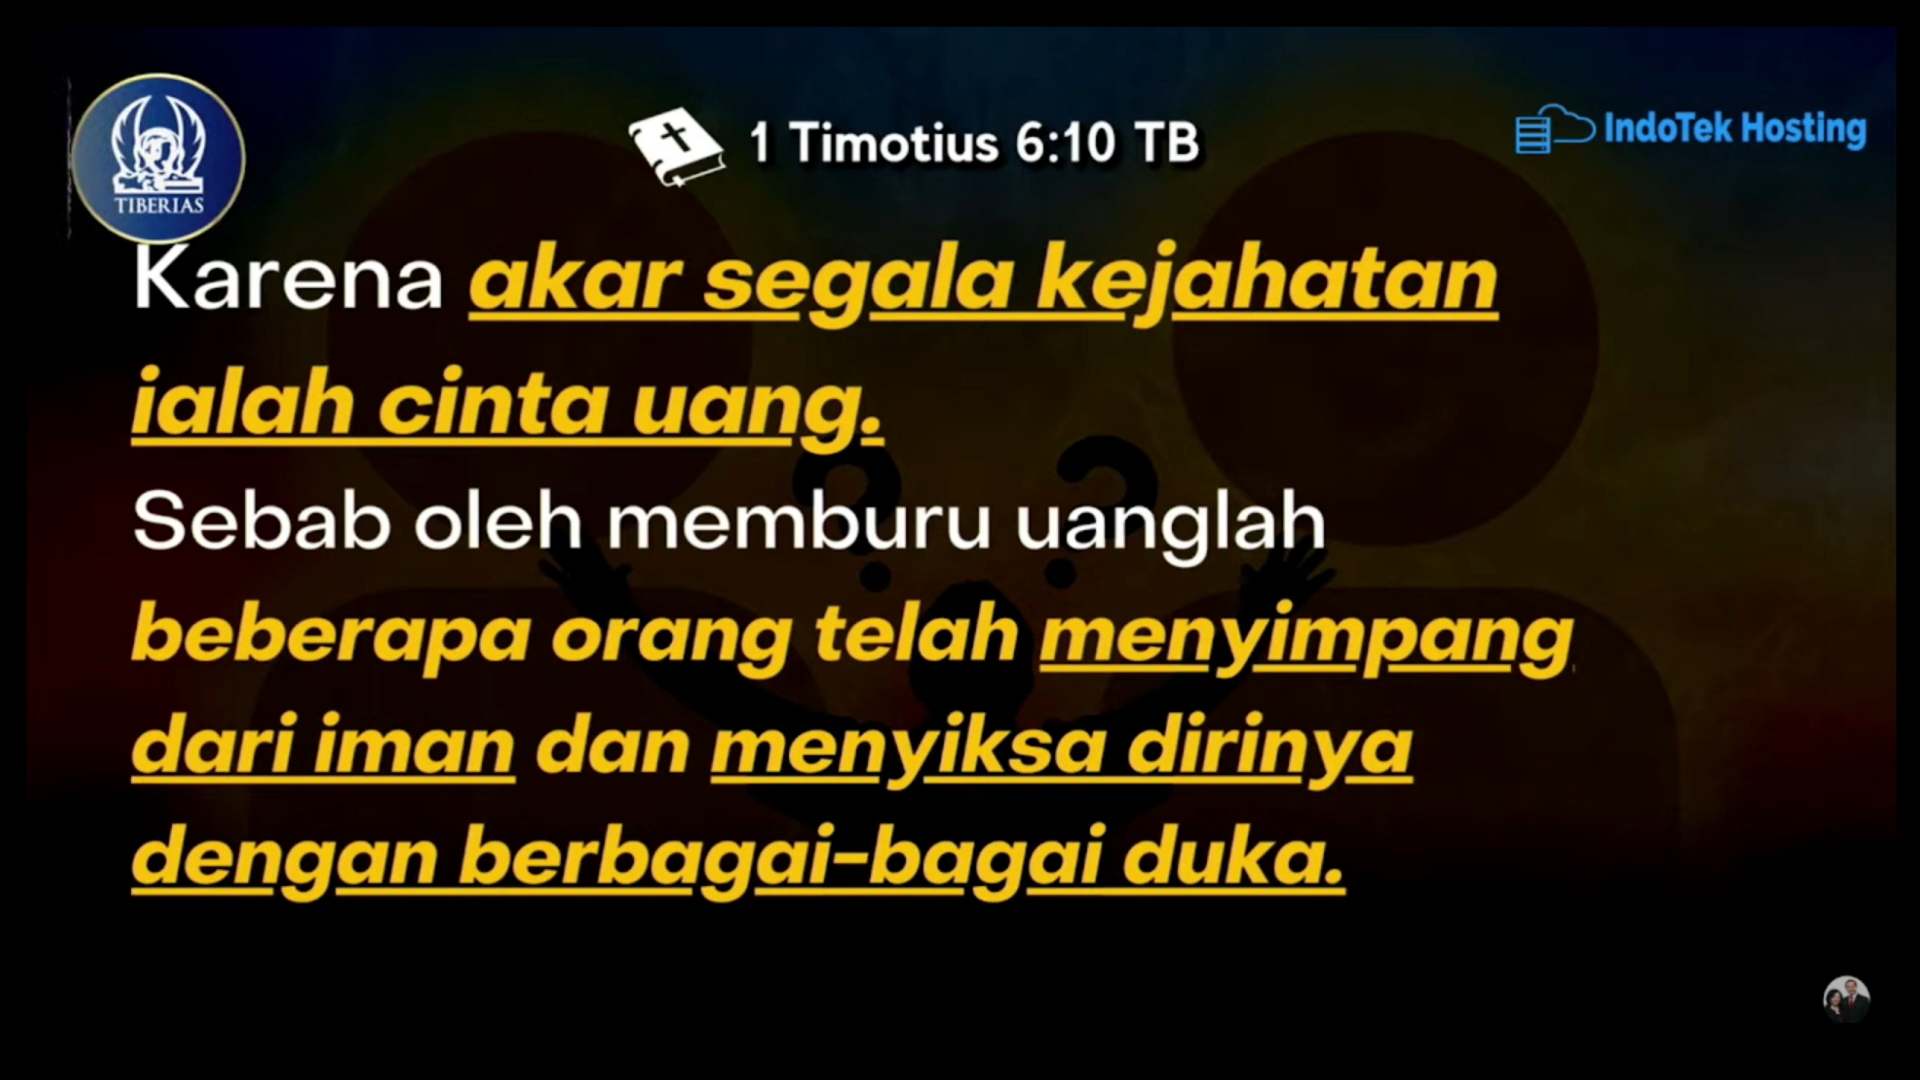 TIBERIAS
1 Timotius 6:10 TB
IndoTek Hosting
Karena akar segala kejahatan
ialah cinta uang.
Sebab oleh memburu uanglah
beberapa orang telah menyimpang
dari iman dan menyiksa dirinya
dengan berbagai-bagai duka.